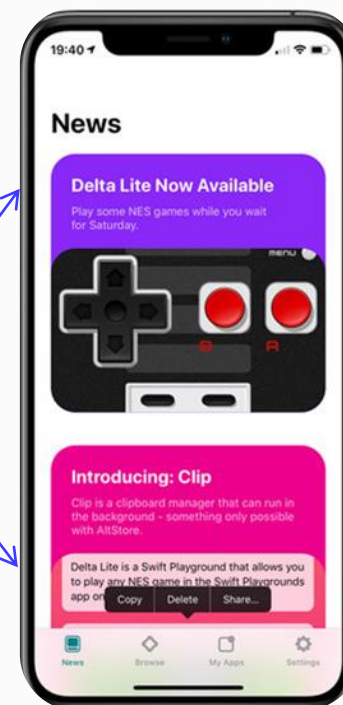 19:40
News
Delta Lite Now Available
Play some NES games while you wait
for Saturday.
MENU
B
A
Introducing: Clip
Clip is a clipboard manager that can run in
the background - something only possible
with AltStore.
Delta Lite is a Swift Playground that allows you
to play any NES game in the Swift Playgrounds
app on
Copy
Delete
Share...
News
Browse
My Apps
Settings